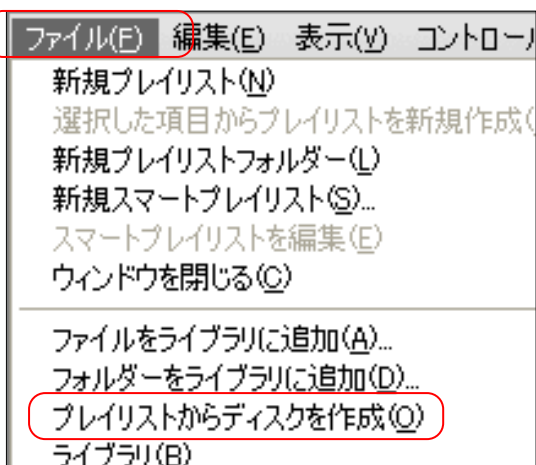 ファイル(F) 編集(E) 表示(V) コントロー
新規プレイリスト(N)
選択した項目からプレイリストを新規作成(
新規プレイリストフォルダー(L)
新規スマートプレイリスト(S)...
スマートプレイリストを編集(E)
ウィンドウを閉じる(C)
ファイルをライブラリに追加(A)...
フォルダーをライブラリに追加(D)...
プレイリストからディスクを作成(O)
ライブラリ(B)